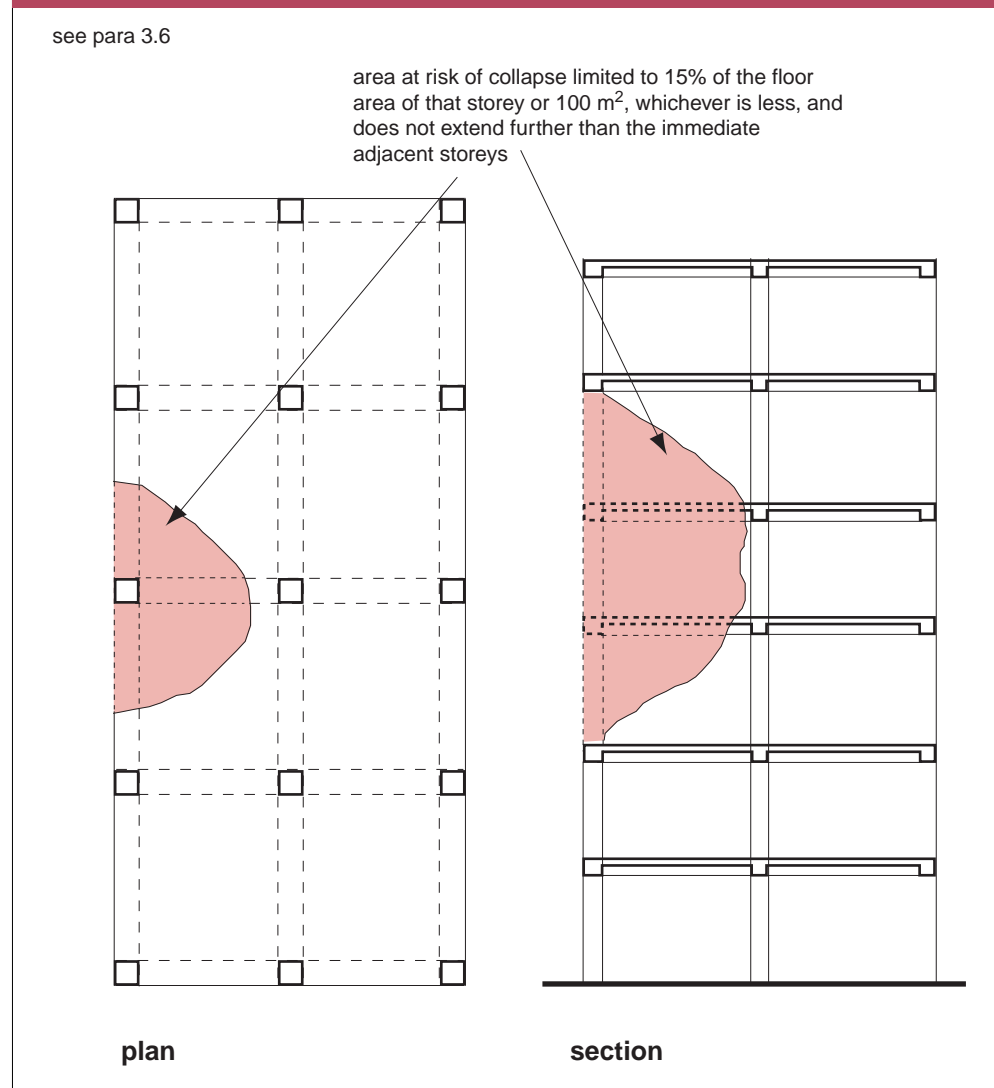 see para 3.6
area at risk of collapse limited to 15% of the floor
area of that storey or 100 m², whichever is less, and
does not extend further than the immediate
adjacent storeys
plan
section